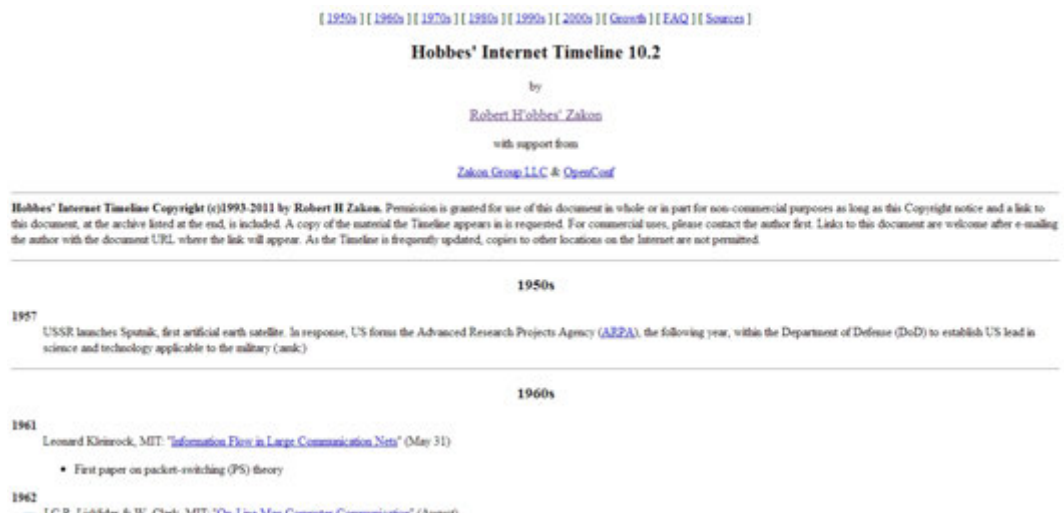 [ 1950s ] [ 1960s ] [ 1970s ] [ 1980s ] [ 1990s ] [ 2000s ] [ Growth ] [ FAQ ] [ Sources ]
Hobbes' Internet Timeline 10.2
by
Robert H'obbes' Zakon
with support from
Zakon Group LLC & OpenConf
Hobbes' Internet Timeline Copyright (c)1993-2011 by Robert H Zakon. Permission is granted for use of this document in whole or in part for non-commercial purposes as long as this Copyright notice and a link to
this document, at the archive listed at the end, is included. A copy of the material the Timeline appears in is requested. For commercial uses, please contact the author first. Links to this document are welcome after e-mailing
the author with the document URL where the link will appear. As the Timeline is frequently updated, copies to other locations on the Internet are not permitted.
1950s
1957
USSR launches Sputnik, first artificial earth satellite. In response, US forms the Advanced Research Projects Agency (ARPA), the following year, within the Department of Defense (DoD) to establish US lead in
science and technology applicable to the military (:amk:)
1960s
1961
Leonard Kleinrock, MIT: "Information Flow in Large Communication Nets" (May 31)
• First paper on packet-switching (PS) theory
1962
J.C.R. Licklider & W. Clark, MIT: "On-Line Man Computer Communication" (August)